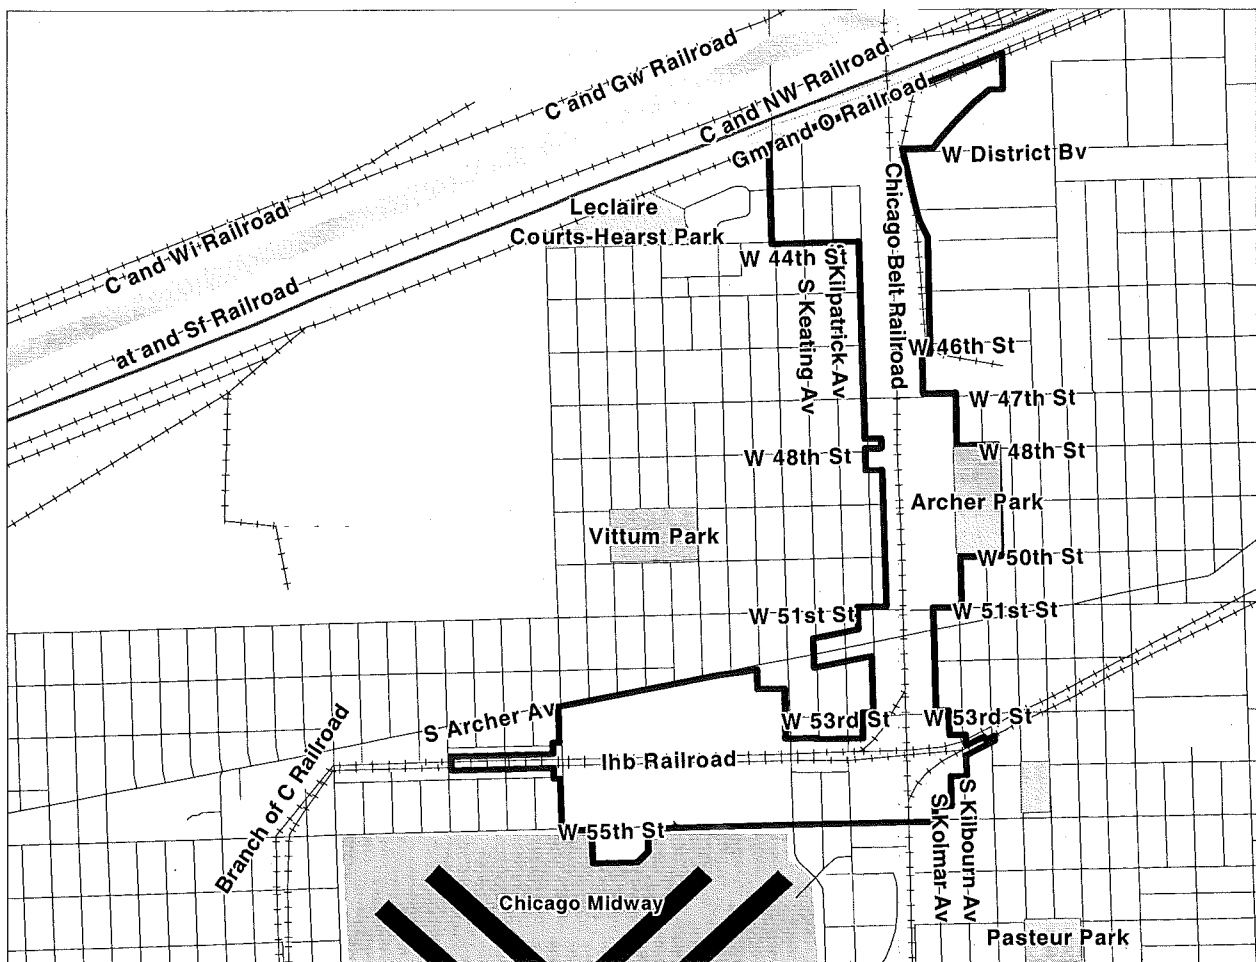 C and Gw Railroad
C and NW Railroad
Gm and O Railroad
W District Bv
Chicago Belt Railroad
Leclaire
Courts-Hearst Park
C and Wi Railroad
W 44th St
S Kilpatrick Av
S Keating Av
at and Sf Railroad
W 46th St
W 47th St
W 48th St
W 48th St
Archer Park
Vittum Park
W 50th St
W 51st St
W 51st St
S Archer Av
W 53rd St
W 53rd St
Ihb Railroad
Branch of C Railroad
W 55th St
S Kolmar Av
S Kilbourn Av
Chicago Midway
Pasteur Park